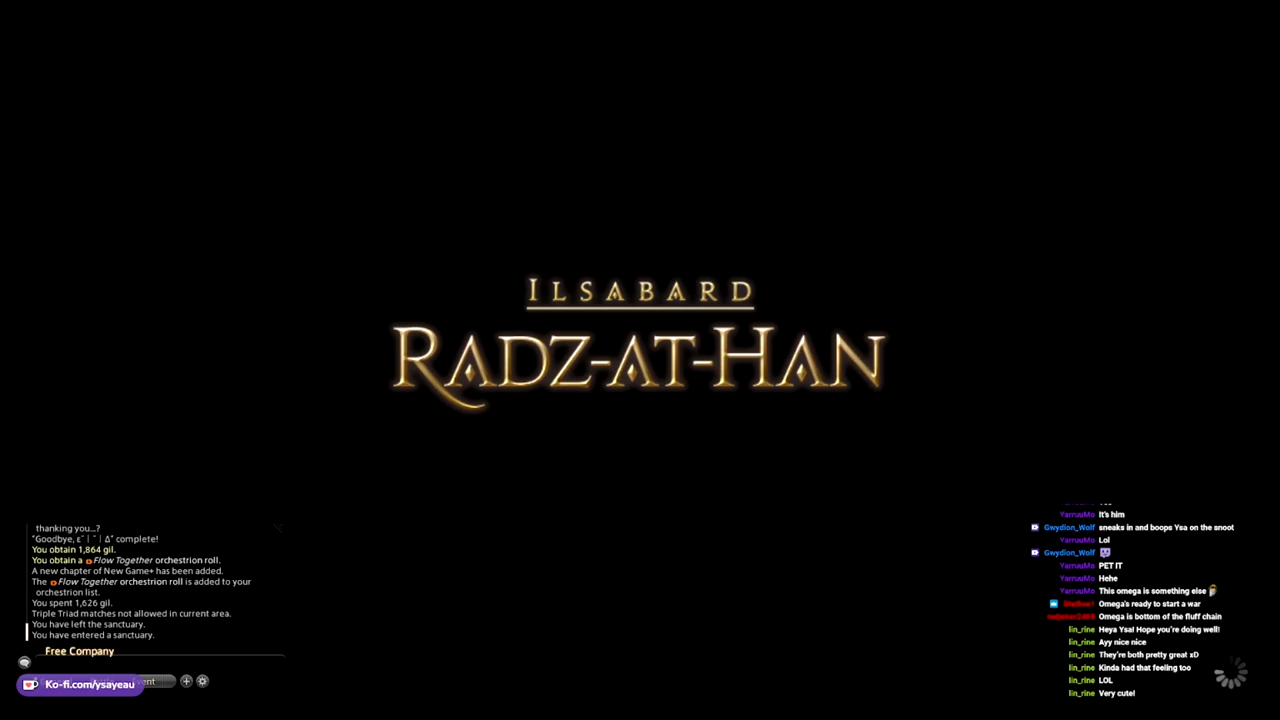 ILSABARD
RADZ-AT-HAN
thanking you...?
complete!
You obtain 1,864 gil.
You obtain a Flow Together orchestrion roll.
A new chapter of New Game+ has been added.
The Flow Together orchestrion roll is added to your
orchestrion list.
You spent 1,626 gil.
Triple Triad matches not allowed in current area.
You have left the sanctuary.
You have entered a sanctuary.
Free Company
Ko-fi.com/ysayeau
YarruuMo It's him
Gwydion_Wolf sneaks in and boops Ysa on the snoot
YarruuMo Lol
Gwydion_Wolf
YarruuMo PET IT
YarruuMo Hehe
YarruuMo This omega is something else
Omega's ready to start a war
Omega is bottom of the fluff chain
lin_rine Heya Ysa! Hope you're doing well!
lin_rine Ayy nice nice
lin_rine They're both pretty great xD
lin_rine Kinda had that feeling too
lin_rine LOL
lin_rine Very cute!